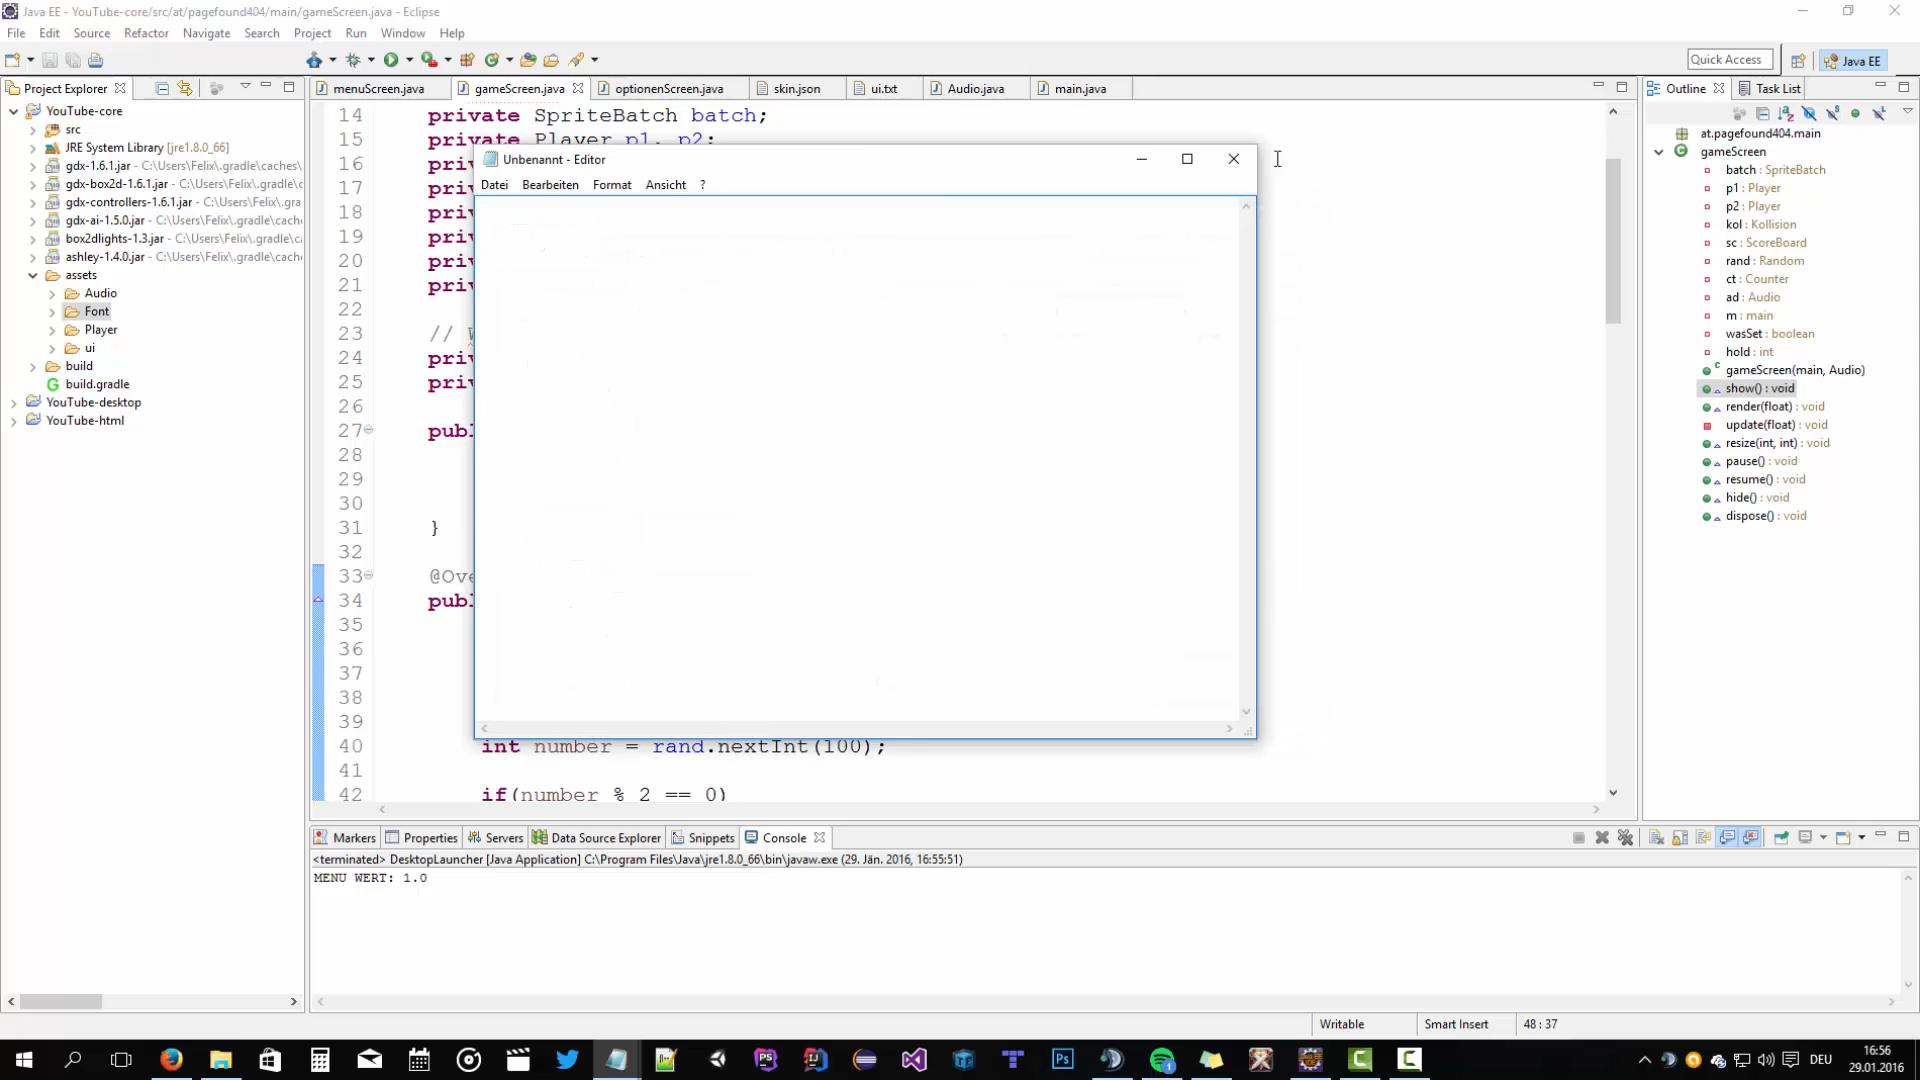 Java EE - YouTube-core/src/at/pagefound404/main/gameScreen.java - Eclipse
File Edit Source Refactor Navigate Search Project Run Window Help
Quick Access Java EE
Project Explorer
YouTube-core
src
JRE System Library [jre1.8.0_66]
gdx-1.6.1.jar - C:\Users\Felix\.gradle\caches
gdx-box2d-1.6.1.jar - C:\Users\Felix\.gradle
gdx-controllers-1.6.1.jar - C:\Users\Felix\.gra
gdx-ai-1.5.0.jar - C:\Users\Felix\.gradle\cac
box2dlights-1.3.jar - C:\Users\Felix\.gradle\c
ashley-1.4.0.jar - C:\Users\Felix\.gradle\cache
assets
Audio
Font
Player
ui
build
build.gradle
YouTube-desktop
YouTube-html
menuScreen.java gameScreen.java optionenScreen.java skin.json ui.txt Audio.java main.java
14 private SpriteBatch batch;
15 private Player p1, p2;
16 pri
17 pri
18 pri
19 pri
20 pri
21 pri
22
23 //
24 pri
25 pri
26
27 publ
28
29
30
31 }
32
33 @Ove
34 publ
35
36
37
38
39
40 int number = rand.nextInt(100);
41
42 if(number % 2 == 0)
Unbenannt - Editor
Datei Bearbeiten Format Ansicht ?
Outline Task List
at.pagefound404.main
gameScreen
batch : SpriteBatch
p1 : Player
p2 : Player
kol : Kollision
sc : ScoreBoard
rand : Random
ct : Counter
ad : Audio
m : main
wasSet : boolean
hold : int
gameScreen(main, Audio)
show() : void
render(float) : void
update(float) : void
resize(int, int) : void
pause() : void
resume() : void
hide() : void
dispose() : void
Markers Properties Servers Data Source Explorer Snippets Console
<terminated> DesktopLauncher [Java Application] C:\Program Files\Java\jre1.8.0_66\bin\javaw.exe (29. Jän. 2016, 16:55:51)
MENU WERT: 1.0
Writable Smart Insert 48 : 37
DEU
16:56
29.01.2016